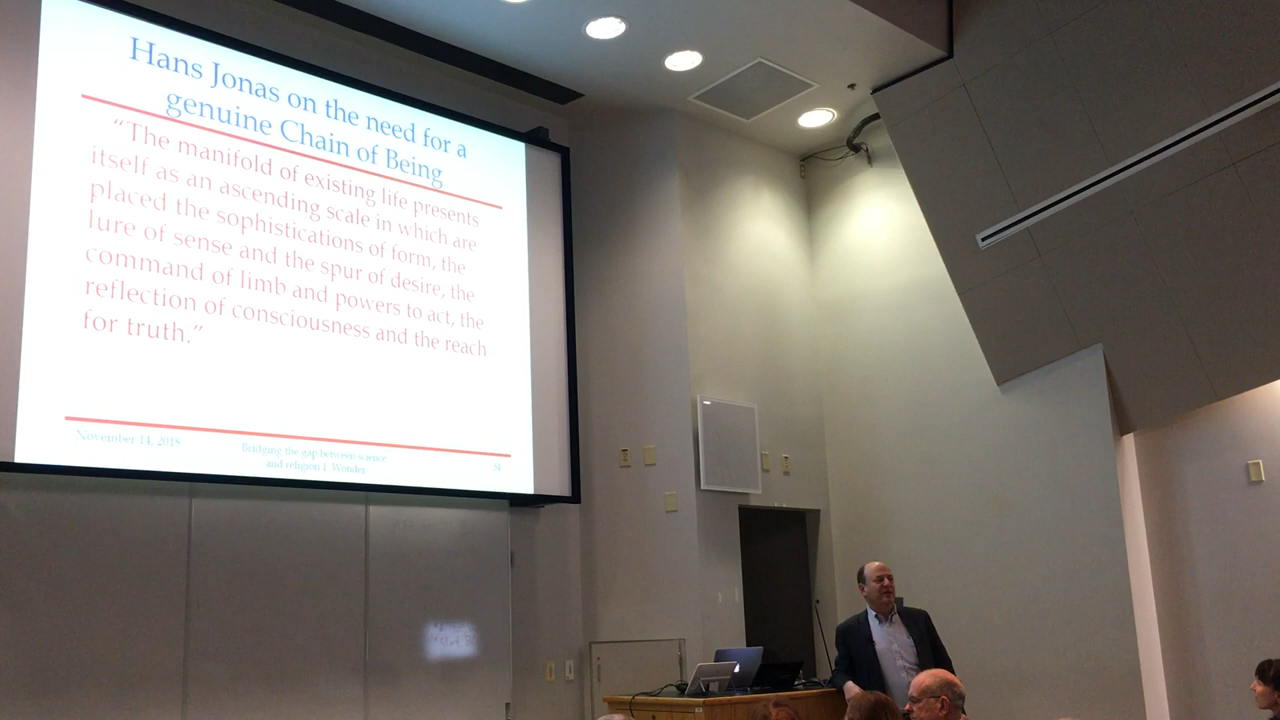 Hans Jonas on the need for a
genuine Chain of Being
“The manifold of existing life presents
itself as an ascending scale in which are
placed the sophistications of form, the
lure of sense and the spur of desire, the
command of limb and powers to act, the
reflection of consciousness and the reach
for truth.”
November 14, 2018
Bridging the gap between science
and religion I: Wonder